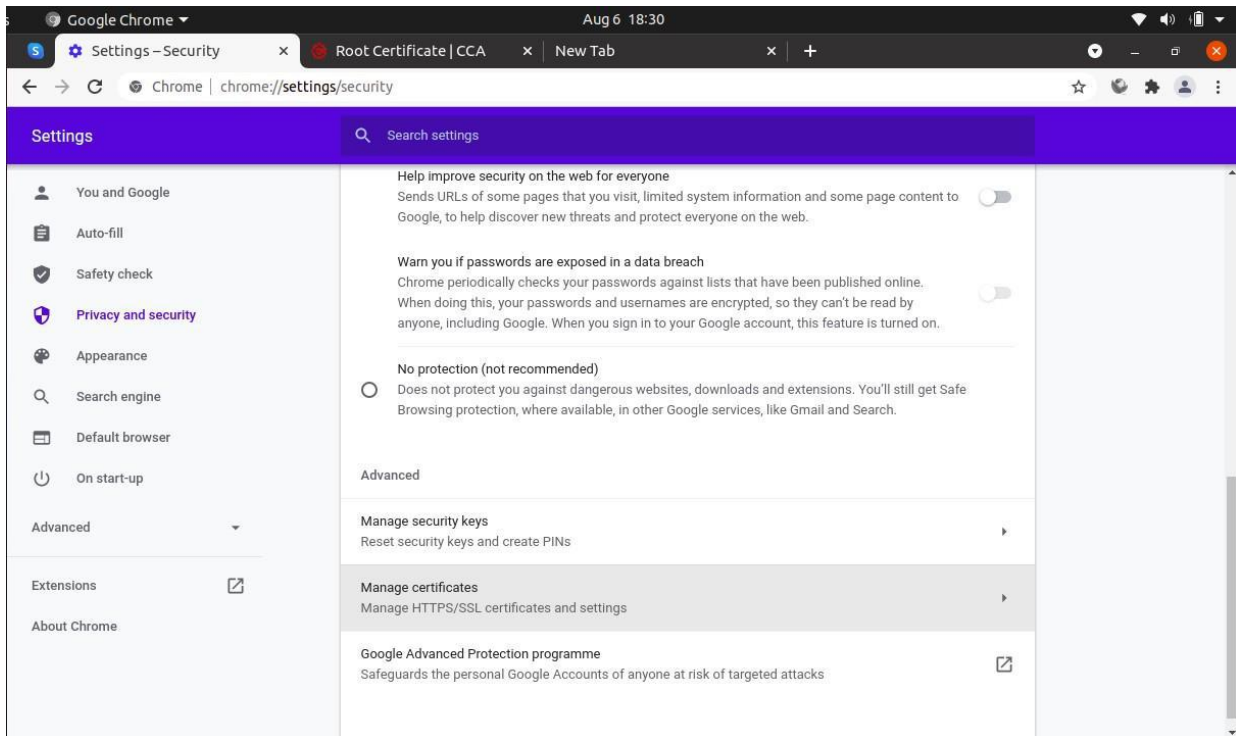 s Google Chrome Aug 6 18:30
S Settings – Security Root Certificate | CCA New Tab
Chrome | chrome://settings/security
Settings Search settings
You and Google
Auto-fill
Safety check
Privacy and security
Appearance
Search engine
Default browser
On start-up
Advanced
Extensions
About Chrome
Help improve security on the web for everyone
Sends URLs of some pages that you visit, limited system information and some page content to
Google, to help discover new threats and protect everyone on the web.
Warn you if passwords are exposed in a data breach
Chrome periodically checks your passwords against lists that have been published online.
When doing this, your passwords and usernames are encrypted, so they can't be read by
anyone, including Google. When you sign in to your Google account, this feature is turned on.
No protection (not recommended)
Does not protect you against dangerous websites, downloads and extensions. You'll still get Safe
Browsing protection, where available, in other Google services, like Gmail and Search.
Advanced
Manage security keys
Reset security keys and create PINs
Manage certificates
Manage HTTPS/SSL certificates and settings
Google Advanced Protection programme
Safeguards the personal Google Accounts of anyone at risk of targeted attacks